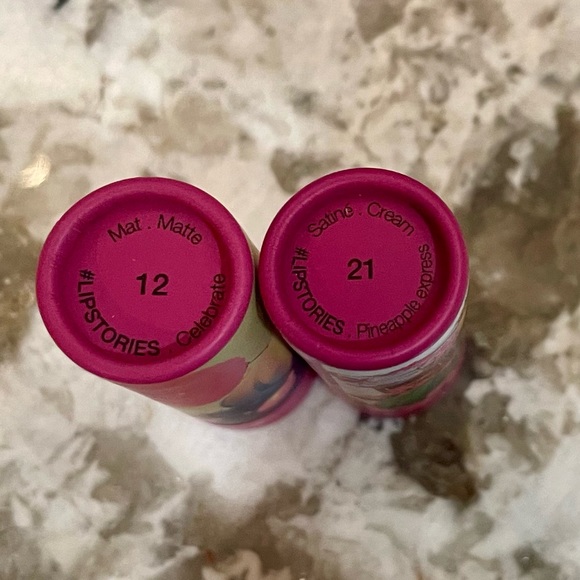 Mat . Matte
12
#LIPSTORIES Celebrate
Satiné . Cream
21
#LIPSTORIES . Pineapple express